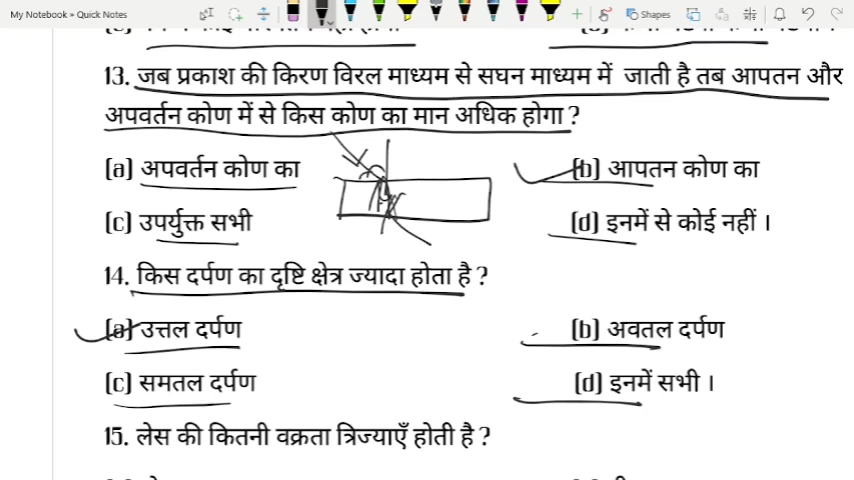 My Notebook » Quick Notes
Shapes
13. जब प्रकाश की किरण विरल माध्यम से सघन माध्यम में जाती है तब आपतन और
अपवर्तन कोण में से किस कोण का मान अधिक होगा ?
(a) अपवर्तन कोण का (b) आपतन कोण का
(c) उपर्युक्त सभी (d) इनमें से कोई नहीं ।
14. किस दर्पण का दृष्टि क्षेत्र ज्यादा होता है ?
(a) उत्तल दर्पण (b) अवतल दर्पण
(c) समतल दर्पण (d) इनमें सभी ।
15. लेस की कितनी वक्रता त्रिज्याएँ होती है ?